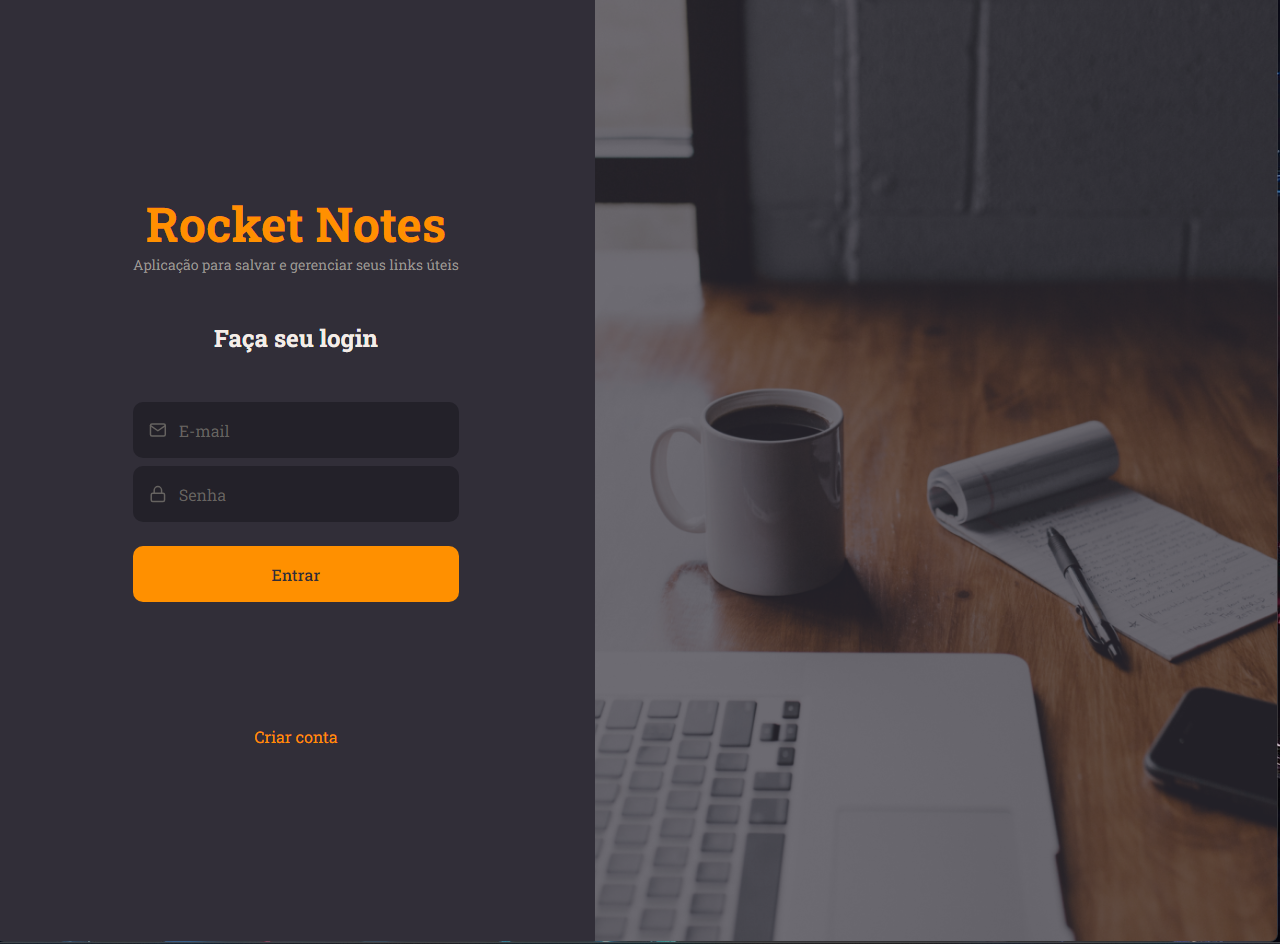 Rocket Notes
Aplicação para salvar e gerenciar seus links úteis
Faça seu login
E-mail
Senha
Entrar
Criar conta